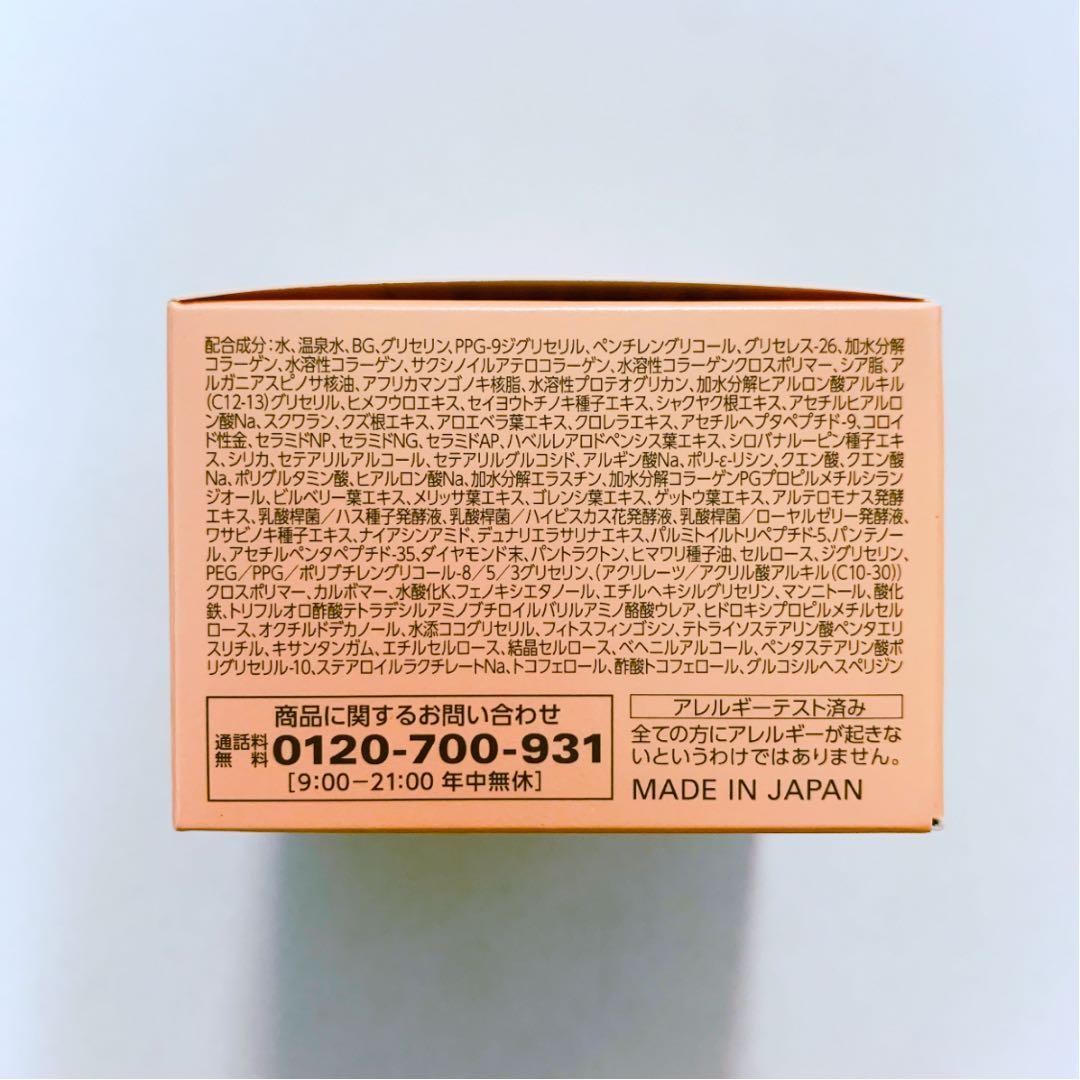 配合成分：水、温泉水、BG、グリセリン、PPG-9ジグリセリル、ペンチレングリコール、グリセレス-26、加水分解
コラーゲン、水溶性コラーゲン、サクシノイルアテロコラーゲン、水溶性コラーゲンクロスポリマー、シア脂、ア
ルガニアスピノサ核油、アフリカマンゴノキ核脂、水溶性プロテオグリカン、加水分解ヒアルロン酸アルキル
(C12-13)グリセリル、ヒメフウロエキス、セイヨウトチノキ種子エキス、シャクヤク根エキス、アセチルヒアルロ
ン酸Na、スクワラン、クズ根エキス、アロエベラ葉エキス、クロレラエキス、アセチルヘプタペプチド-9、コロイ
ド性金、セラミドNP、セラミドNG、セラミドAP、ハベルレアロドペンシス葉エキス、シロバナルーピン種子エキ
ス、シリカ、セテアリルアルコール、セテアリルグルコシド、アルギン酸Na、ポリ-ε-リシン、クエン酸、クエン酸
Na、ポリグルタミン酸、ヒアルロン酸Na、加水分解エラスチン、加水分解コラーゲンPGプロピルメチルシラン
ジオール、ビルベリー葉エキス、メリッサ葉エキス、ゴレンシ葉エキス、ゲットウ葉エキス、アルテロモナス発酵
エキス、乳酸桿菌／ハス種子発酵液、乳酸桿菌／ハイビスカス花発酵液、乳酸桿菌／ローヤルゼリー発酵液、
ワサビノキ種子エキス、ナイアシンアミド、デュナリエラサリナエキス、パルミトイルトリペプチド-5、パンテノー
ル、アセチルペンタペプチド-35、ダイヤモンド末、パントラクトン、ヒマワリ種子油、セルロース、ジグリセリン、
PEG／PPG／ポリブチレングリコール-8／5／3グリセリン、(アクリレーツ／アクリル酸アルキル(C10-30))
クロスポリマー、カルボマー、水酸化K、フェノキシエタノール、エチルヘキシルグリセリン、マンニトール、酸化
鉄、トリフルオロ酢酸テトラデシルアミノブチロイルバリルアミノ酪酸ウレア、ヒドロキシプロピルメチルセル
ロース、オクチルドデカノール、水添ココグリセリル、フィトスフィンゴシン、テトライソステアリン酸ペンタエリ
スリチル、キサンタンガム、エチルセルロース、結晶セルロース、ベヘニルアルコール、ペンタステアリン酸ポ
リグリセリル-10、ステアロイルラクチレートNa、トコフェロール、酢酸トコフェロール、グルコシルヘスペリジン
商品に関するお問い合わせ
通話料
無料 0120-700-931
[9:00−21:00 年中無休]
アレルギーテスト済み
全ての方にアレルギーが起きな
いというわけではありません。
MADE IN JAPAN